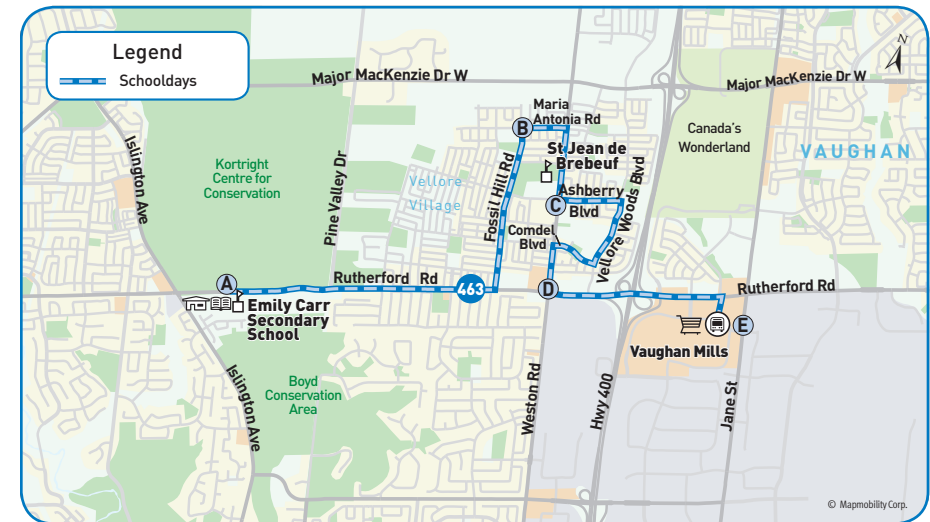 Legend
Schooldays
N
Major MacKenzie Dr W
Major MacKenzie Dr W
Maria
Antonia Rd
B
Canada's
Wonderland
VAUGHAN
Islington Ave
Kortright
Centre for
Conservation
Pine Valley Dr
Vellore
Village
Fossil Hill Rd
St Jean de
Brebeuf
Ashberry
Blvd
C
Comdel
Blvd
Vellore Woods Blvd
A
Rutherford Rd
463
D
Rutherford Rd
Emily Carr
Secondary
School
E
Vaughan Mills
Islington Ave
Boyd
Conservation
Area
Weston Rd
Hwy 400
Jane St
© Mapmobility Corp.